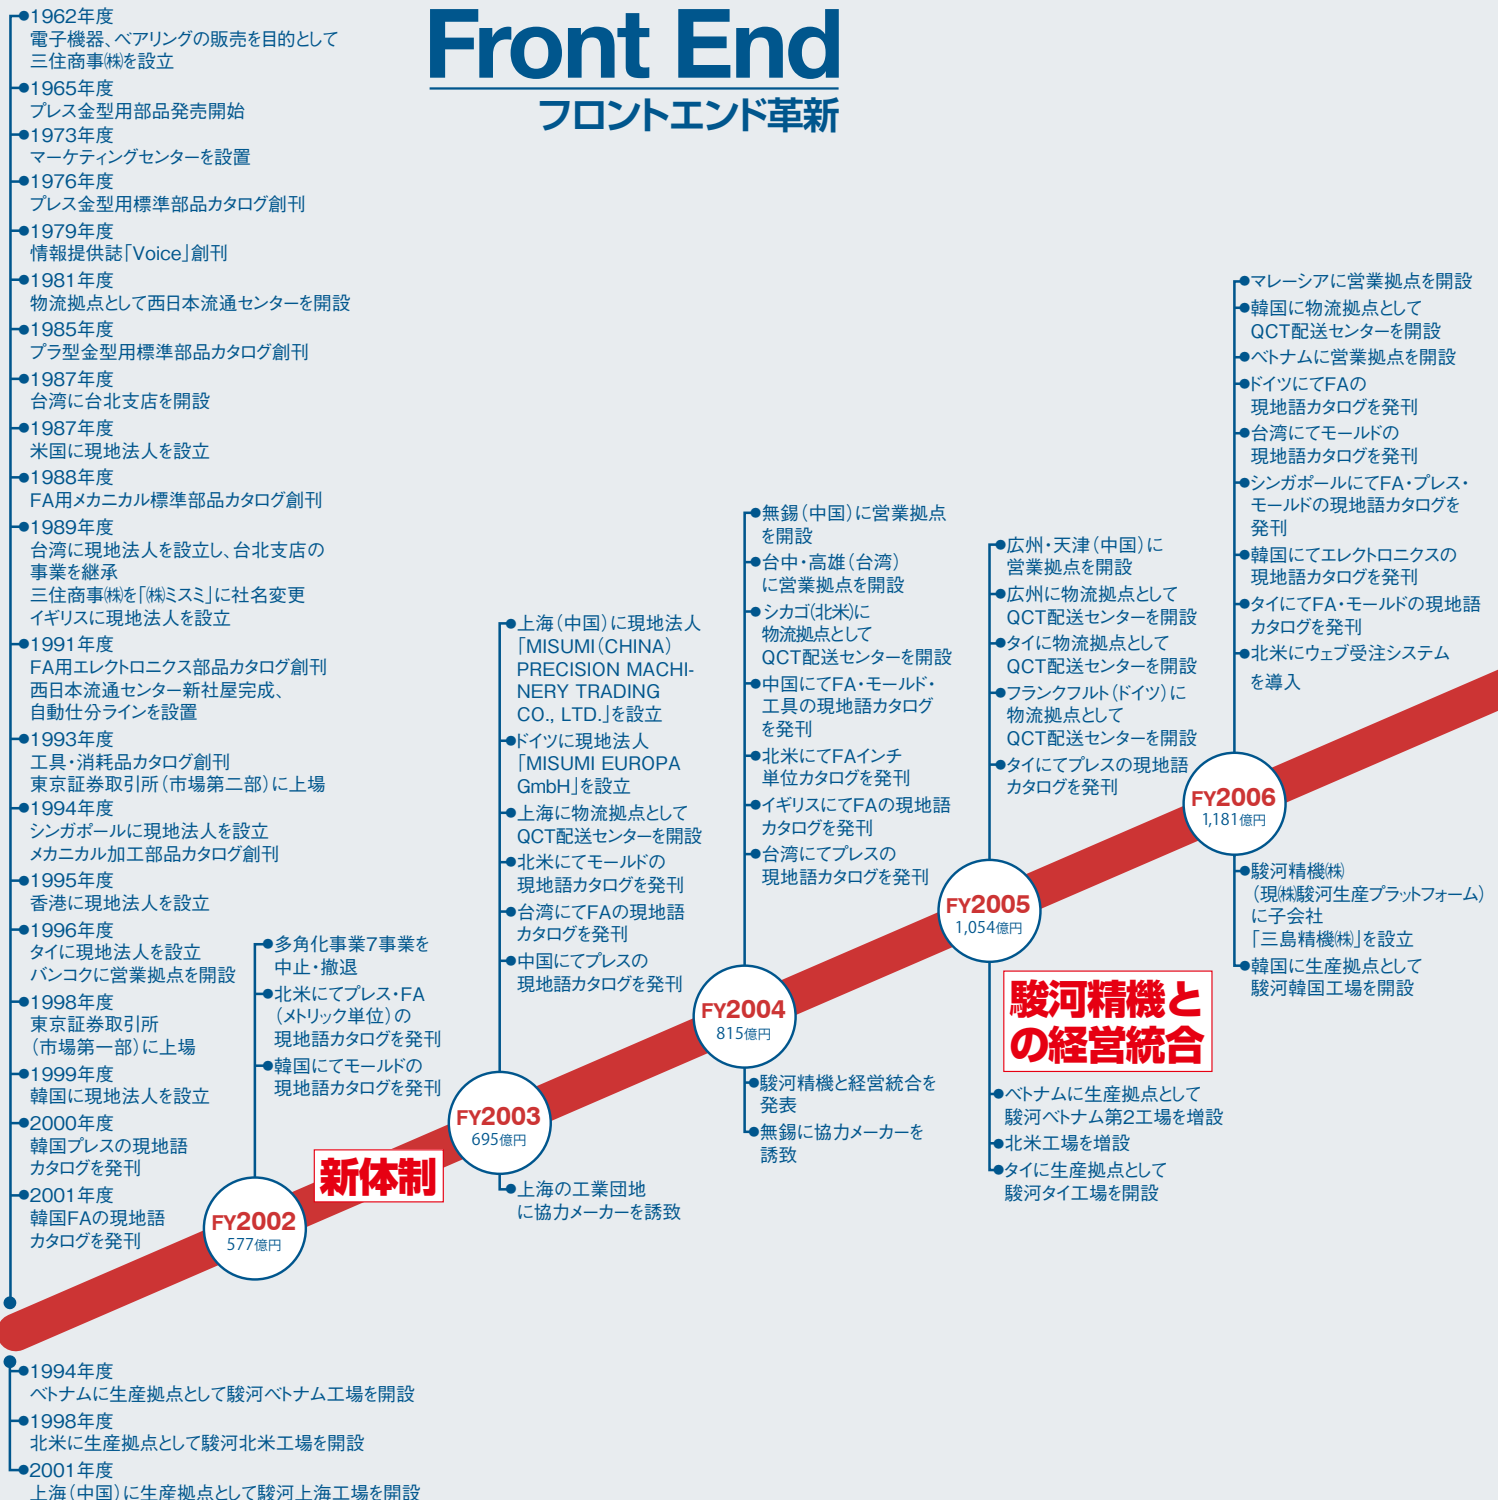 Front End
フロントエンド革新
1962年度
電子機器、ベアリングの販売を目的として
三住商事㈱を設立
1965年度
プレス金型用部品発売開始
1973年度
マーケティングセンターを設置
1976年度
プレス金型用標準部品カタログ創刊
1979年度
情報提供誌「Voice」創刊
1981年度
物流拠点として西日本流通センターを開設
1985年度
プラ型金型用標準部品カタログ創刊
1987年度
台湾に台北支店を開設
1987年度
米国に現地法人を設立
1988年度
FA用メカニカル標準部品カタログ創刊
1989年度
台湾に現地法人を設立し、台北支店の
事業を継承
三住商事㈱を「㈱ミスミ」に社名変更
イギリスに現地法人を設立
1991年度
FA用エレクトロニクス部品カタログ創刊
西日本流通センター新社屋完成、
自動仕分ラインを設置
1993年度
工具・消耗品カタログ創刊
東京証券取引所（市場第二部）に上場
1994年度
シンガポールに現地法人を設立
メカニカル加工部品カタログ創刊
1995年度
香港に現地法人を設立
1996年度
タイに現地法人を設立
バンコクに営業拠点を開設
1998年度
東京証券取引所
（市場第一部）に上場
1999年度
韓国に現地法人を設立
2000年度
韓国プレスの現地語
カタログを発刊
2001年度
韓国FAの現地語
カタログを発刊
1994年度
ベトナムに生産拠点として駿河ベトナム工場を開設
1998年度
北米に生産拠点として駿河北米工場を開設
2001年度
上海（中国）に生産拠点として駿河上海工場を開設
多角化事業7事業を
中止・撤退
北米にてプレス・FA
（メトリック単位）の
現地語カタログを発刊
韓国にてモールドの
現地語カタログを発刊
FY2002
577億円
新体制
上海（中国）に現地法人
「MISUMI（CHINA）
PRECISION MACHI-
NERY TRADING
CO., LTD.」を設立
ドイツに現地法人
「MISUMI EUROPA
GmbH」を設立
上海に物流拠点として
QCT配送センターを開設
北米にてモールドの
現地語カタログを発刊
台湾にてFAの現地語
カタログを発刊
中国にてプレスの
現地語カタログを発刊
FY2003
695億円
上海の工業団地
に協力メーカーを誘致
無錫（中国）に営業拠点
を開設
台中・高雄（台湾）
に営業拠点を開設
シカゴ(北米)に
物流拠点として
QCT配送センターを開設
中国にてFA・モールド・
工具の現地語カタログ
を発刊
北米にてFAインチ
単位カタログを発刊
イギリスにてFAの現地語
カタログを発刊
台湾にてプレスの
現地語カタログを発刊
FY2004
815億円
駿河精機と経営統合を
発表
無錫に協力メーカーを
誘致
広州・天津（中国）に
営業拠点を開設
広州に物流拠点として
QCT配送センターを開設
タイに物流拠点として
QCT配送センターを開設
フランクフルト（ドイツ）に
物流拠点として
QCT配送センターを開設
タイにてプレスの現地語
カタログを発刊
FY2005
1,054億円
駿河精機と
の経営統合
ベトナムに生産拠点として
駿河ベトナム第2工場を増設
北米工場を増設
タイに生産拠点として
駿河タイ工場を開設
マレーシアに営業拠点を開設
韓国に物流拠点として
QCT配送センターを開設
ベトナムに営業拠点を開設
ドイツにてFAの
現地語カタログを発刊
台湾にてモールドの
現地語カタログを発刊
シンガポールにてFA・プレス・
モールドの現地語カタログを
発刊
韓国にてエレクトロニクスの
現地語カタログを発刊
タイにてFA・モールドの現地語
カタログを発刊
北米にウェブ受注システム
を導入
FY2006
1,181億円
駿河精機㈱
（現㈱駿河生産プラットフォーム）
に子会社
「三島精機㈱」を設立
韓国に生産拠点として
駿河韓国工場を開設